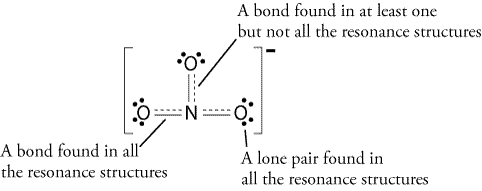 A bond found in at least one
but not all the resonance structures
O
O N O
A bond found in all
the resonance structures
A lone pair found in
all the resonance structures